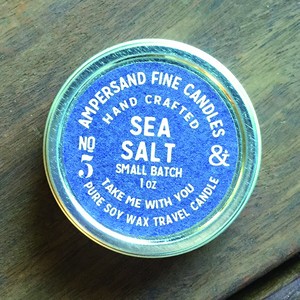 AMPERSAND FINE CANDLES
HAND CRAFTED
Nº 5
SEA
SALT
&
SMALL BATCH
1 oz
TAKE ME WITH YOU
PURE SOY WAX TRAVEL CANDLE